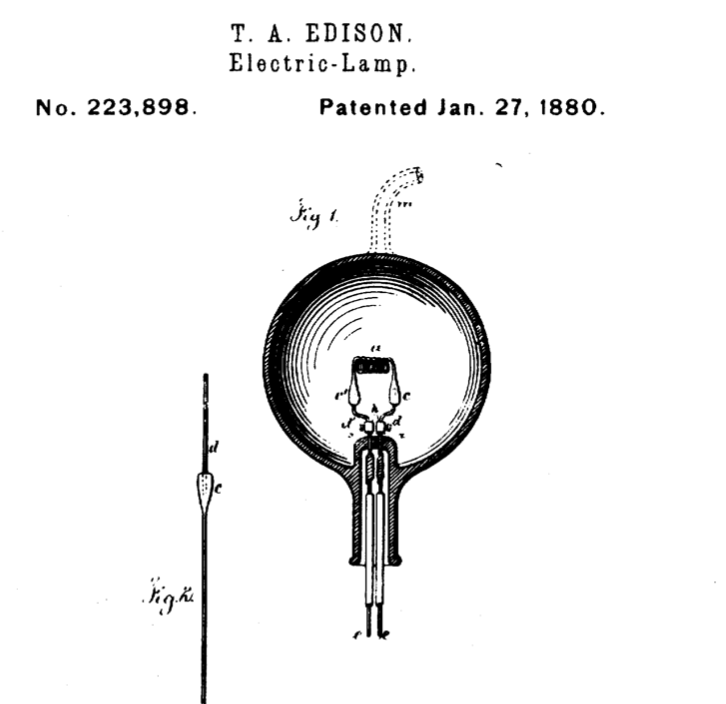 T. A. EDISON.
Electric-Lamp.
No. 223,898. Patented Jan. 27, 1880.
Fig 1.
m
a
c' c
h
d' d
x
d
c
Fig. 2.
e e